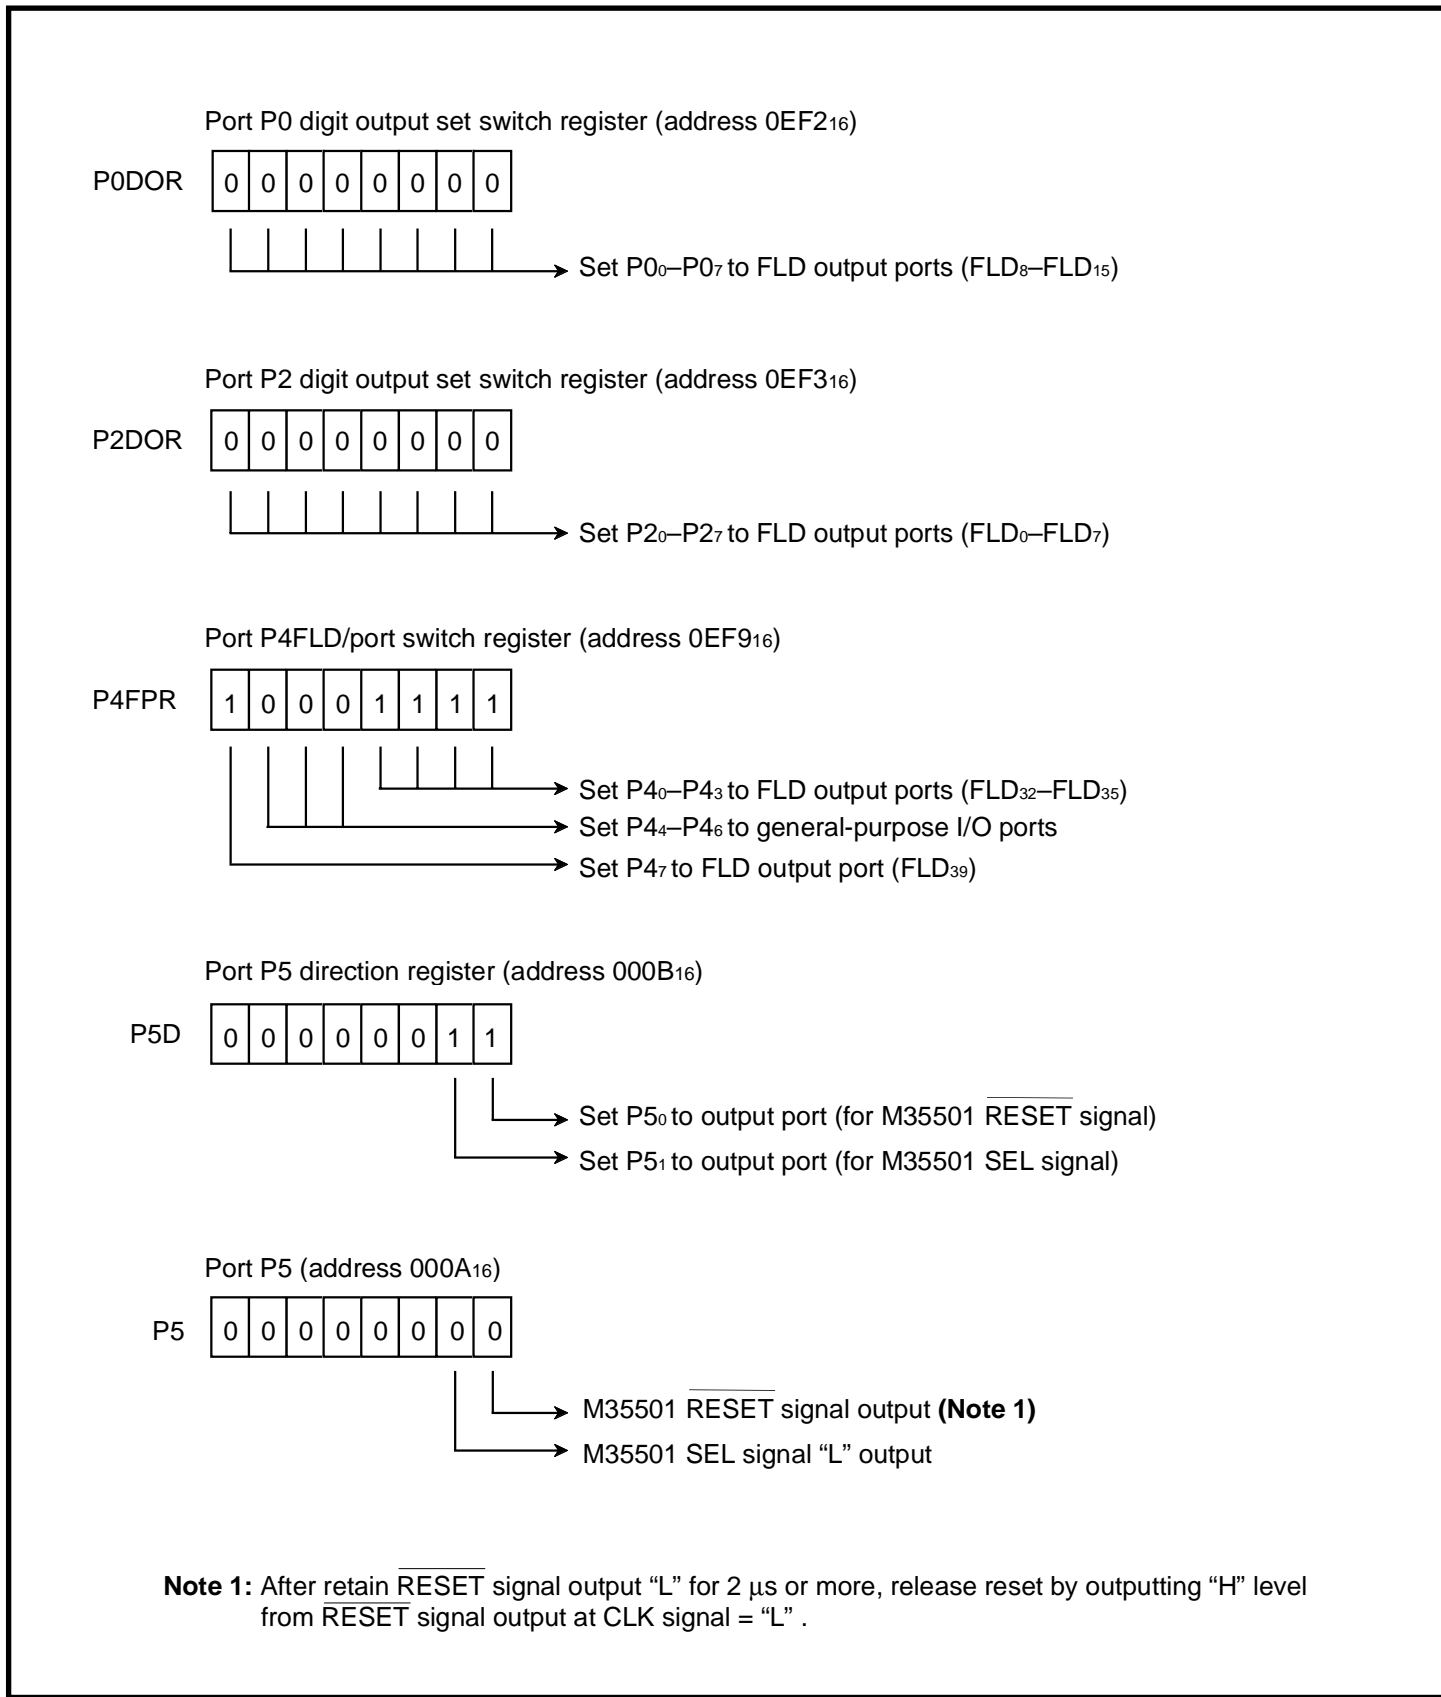 Port P0 digit output set switch register (address 0EF2₁₆)
P0DOR 0 0 0 0 0 0 0 0
Set P0₀–P0₇ to FLD output ports (FLD₈–FLD₁₅)
Port P2 digit output set switch register (address 0EF3₁₆)
P2DOR 0 0 0 0 0 0 0 0
Set P2₀–P2₇ to FLD output ports (FLD₀–FLD₇)
Port P4FLD/port switch register (address 0EF9₁₆)
P4FPR 1 0 0 0 1 1 1 1
Set P4₀–P4₃ to FLD output ports (FLD₃₂–FLD₃₅)
Set P4₄–P4₆ to general-purpose I/O ports
Set P4₇ to FLD output port (FLD₃₉)
Port P5 direction register (address 000B₁₆)
P5D 0 0 0 0 0 0 1 1
Set P5₀ to output port (for M35501 R̅E̅S̅E̅T̅ signal)
Set P5₁ to output port (for M35501 SEL signal)
Port P5 (address 000A₁₆)
P5 0 0 0 0 0 0 0 0
M35501 R̅E̅S̅E̅T̅ signal output (Note 1)
M35501 SEL signal “L” output
Note 1: After retain R̅E̅S̅E̅T̅ signal output “L” for 2 µs or more, release reset by outputting “H” level
from R̅E̅S̅E̅T̅ signal output at CLK signal = “L” .